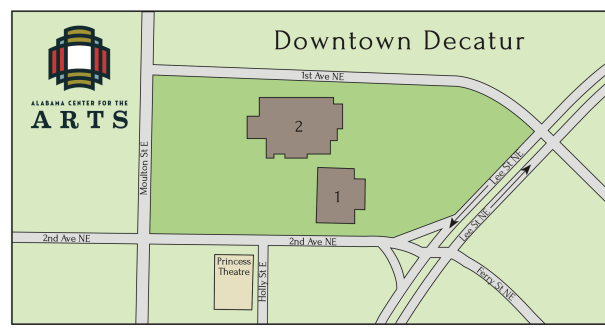 Downtown Decatur
ALABAMA CENTER FOR THE
ARTS
1st Ave NE
2
Moulton St E
Lee St NE
1
Lee St NE
2nd Ave NE
2nd Ave NE
Princess
Theatre
Holly St E
Ferry St NE